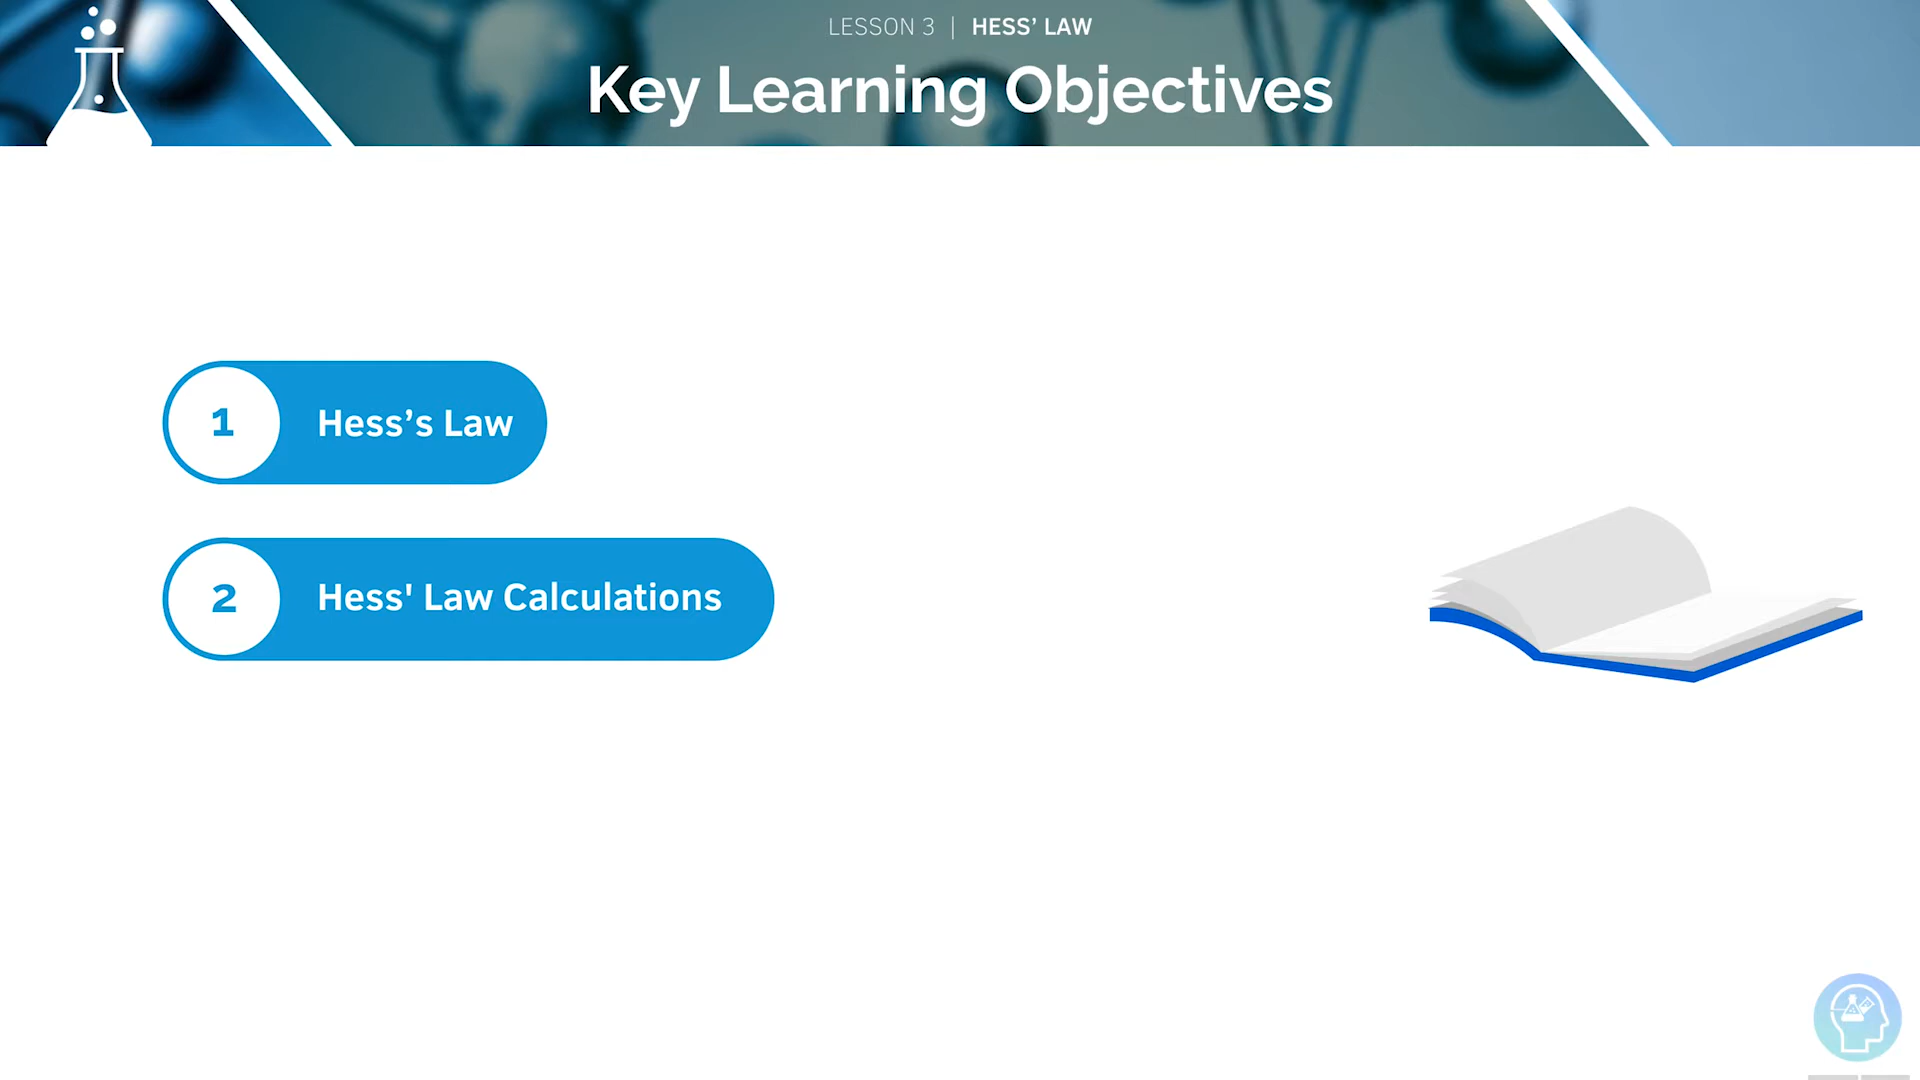 LESSON 3 | HESS’ LAW
Key Learning Objectives
1 Hess’s Law
2 Hess' Law Calculations